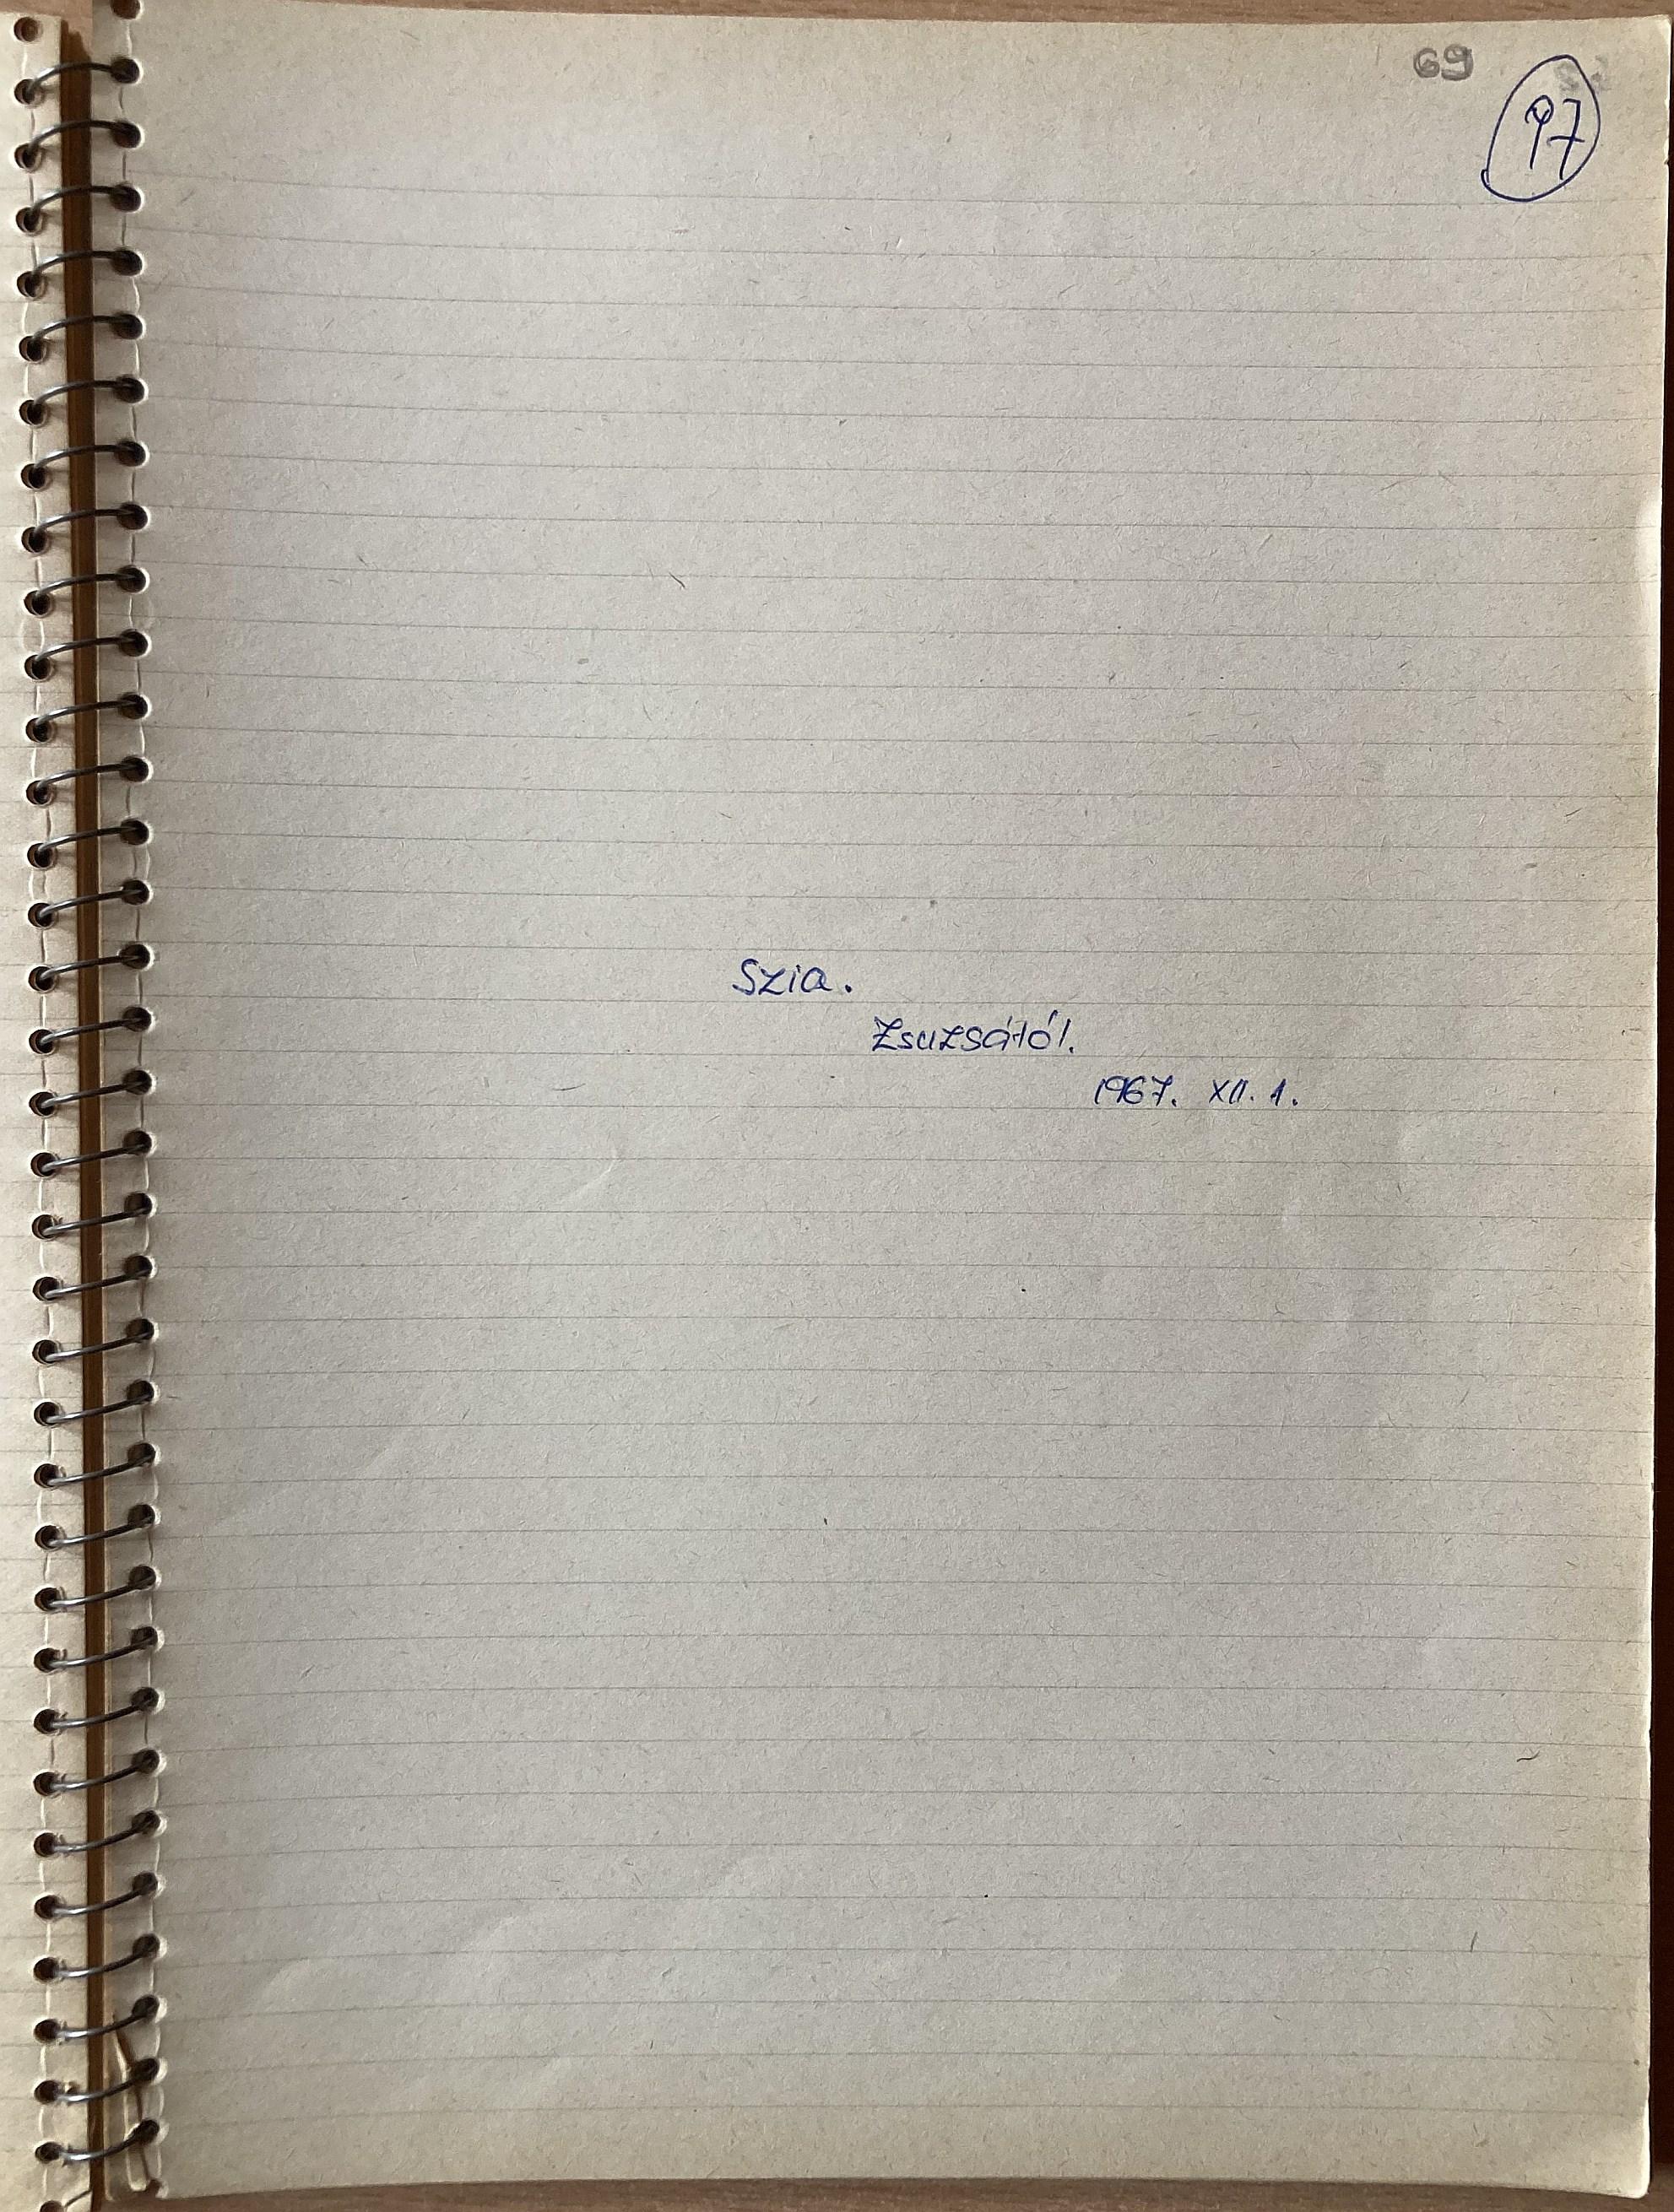 69
97
Szia.
Zsuzsától.
1967. XII. 1.